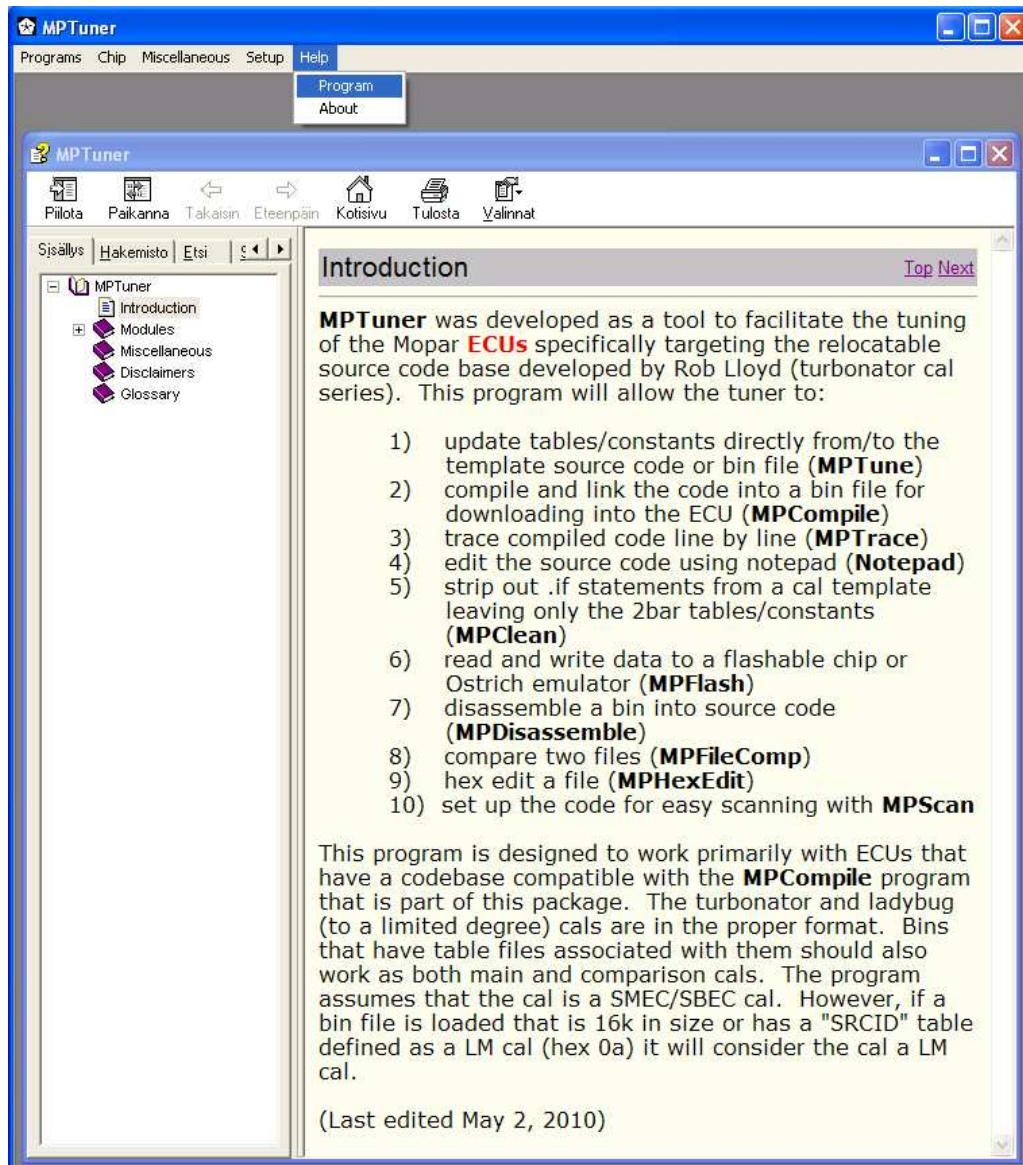 MPTuner
Programs Chip Miscellaneous Setup Help
Program
About
MPTuner
Piilota Paikanna Takaisin Eteenpäin Kotisivu Tulosta Valinnat
Sisällys Hakemisto Etsi
MPTuner
Introduction
Modules
Miscellaneous
Disclaimers
Glossary
Introduction Top Next
MPTuner was developed as a tool to facilitate the tuning
of the Mopar ECUs specifically targeting the relocatable
source code base developed by Rob Lloyd (turbonator cal
series). This program will allow the tuner to:
1) update tables/constants directly from/to the
template source code or bin file (MPTune)
2) compile and link the code into a bin file for
downloading into the ECU (MPCompile)
3) trace compiled code line by line (MPTrace)
4) edit the source code using notepad (Notepad)
5) strip out .if statements from a cal template
leaving only the 2bar tables/constants
(MPClean)
6) read and write data to a flashable chip or
Ostrich emulator (MPFlash)
7) disassemble a bin into source code
(MPDisassemble)
8) compare two files (MPFileComp)
9) hex edit a file (MPHexEdit)
10) set up the code for easy scanning with MPScan
This program is designed to work primarily with ECUs that
have a codebase compatible with the MPCompile program
that is part of this package. The turbonator and ladybug
(to a limited degree) cals are in the proper format. Bins
that have table files associated with them should also
work as both main and comparison cals. The program
assumes that the cal is a SMEC/SBEC cal. However, if a
bin file is loaded that is 16k in size or has a "SRCID" table
defined as a LM cal (hex 0a) it will consider the cal a LM
cal.
(Last edited May 2, 2010)